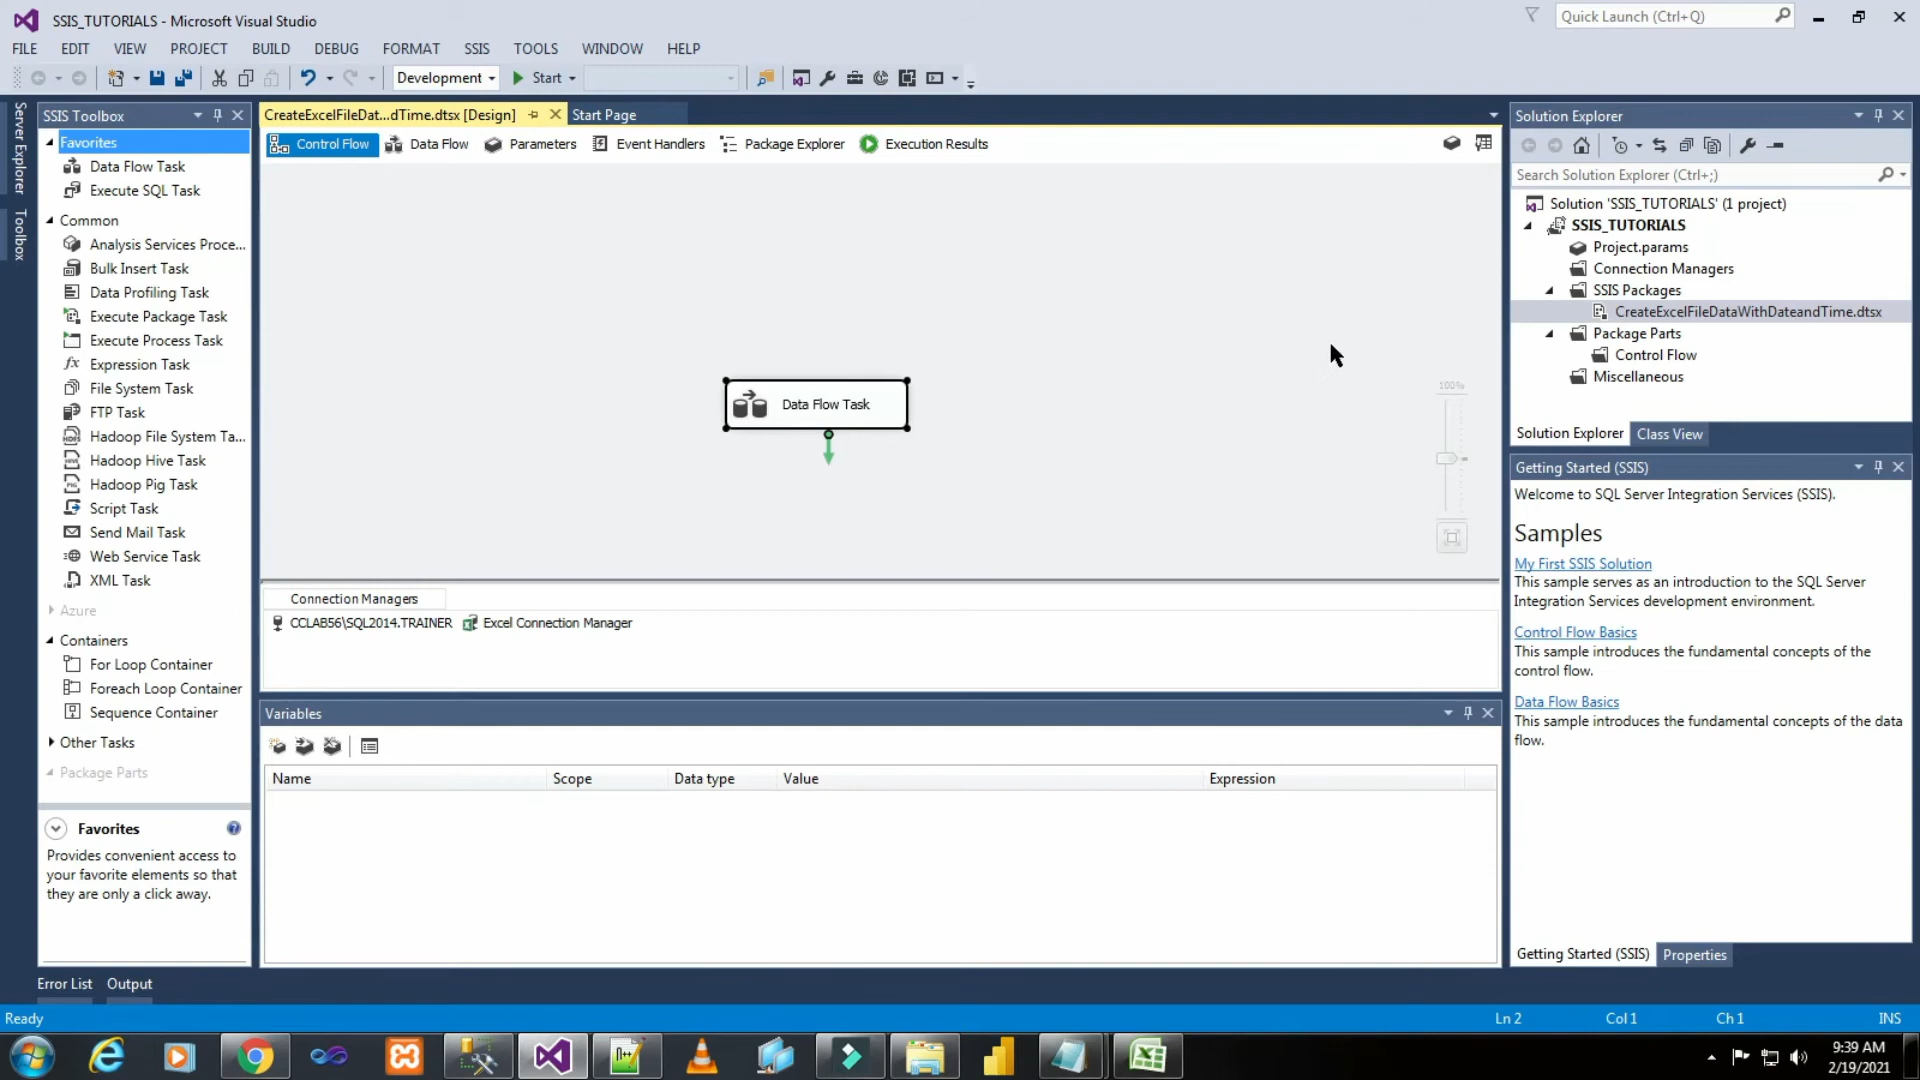 SSIS_TUTORIALS - Microsoft Visual Studio
Quick Launch (Ctrl+Q)
FILE EDIT VIEW PROJECT BUILD DEBUG FORMAT SSIS TOOLS WINDOW HELP
Development Start
Server Explorer
Toolbox
SSIS Toolbox
Favorites
Data Flow Task
Execute SQL Task
Common
Analysis Services Proce...
Bulk Insert Task
Data Profiling Task
Execute Package Task
Execute Process Task
Expression Task
File System Task
FTP Task
Hadoop File System Ta...
Hadoop Hive Task
Hadoop Pig Task
Script Task
Send Mail Task
Web Service Task
XML Task
Azure
Containers
For Loop Container
Foreach Loop Container
Sequence Container
Other Tasks
Package Parts
Favorites
Provides convenient access to
your favorite elements so that
they are only a click away.
CreateExcelFileDat...dTime.dtsx [Design] Start Page
Control Flow Data Flow Parameters Event Handlers Package Explorer Execution Results
Data Flow Task
100%
Connection Managers
CCLAB56\SQL2014.TRAINER Excel Connection Manager
Variables
Name Scope Data type Value Expression
Solution Explorer
Search Solution Explorer (Ctrl+;)
Solution 'SSIS_TUTORIALS' (1 project)
SSIS_TUTORIALS
Project.params
Connection Managers
SSIS Packages
CreateExcelFileDataWithDateandTime.dtsx
Package Parts
Control Flow
Miscellaneous
Solution Explorer Class View
Getting Started (SSIS)
Welcome to SQL Server Integration Services (SSIS).
Samples
My First SSIS Solution
This sample serves as an introduction to the SQL Server
Integration Services development environment.
Control Flow Basics
This sample introduces the fundamental concepts of the
control flow.
Data Flow Basics
This sample introduces the fundamental concepts of the data
flow.
Getting Started (SSIS) Properties
Error List Output
Ready Ln 2 Col 1 Ch 1 INS
9:39 AM
2/19/2021